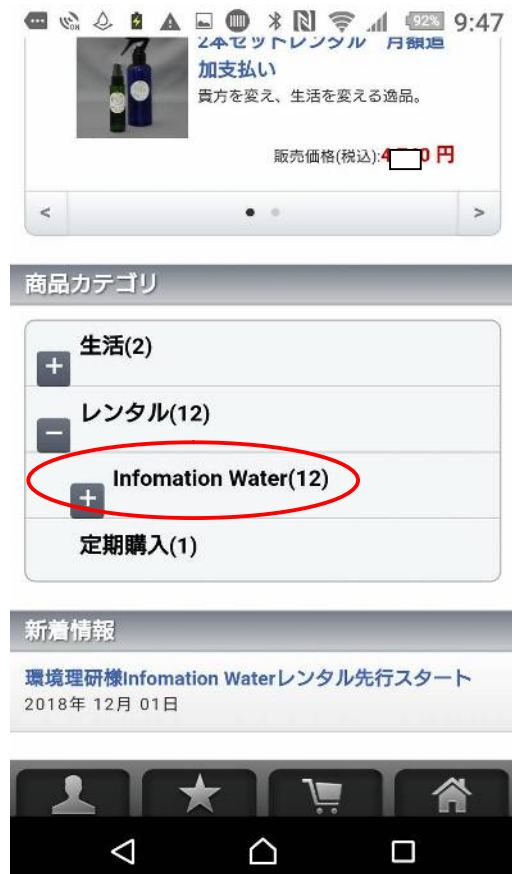 92% 9:47
2本セットレンタル 月額追
加支払い
貴方を変え、生活を変える逸品。
販売価格(税込):4 0 円
< >
商品カテゴリ
生活(2)
レンタル(12)
Infomation Water(12)
定期購入(1)
新着情報
環境理研様Infomation Waterレンタル先行スタート
2018年 12月 01日